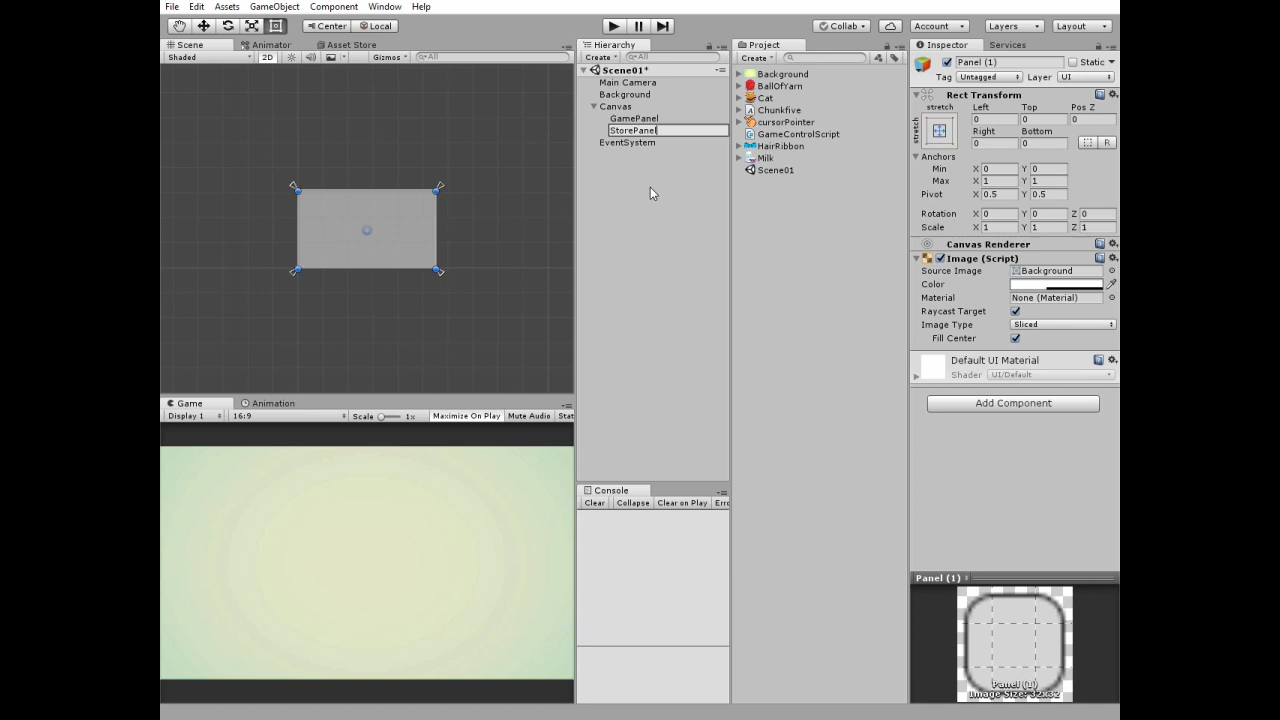 File Edit Assets GameObject Component Window Help
Center Local Collab Account Layers Layout
Scene Animator Asset Store
Shaded 2D Gizmos All
Game Animation
Display 1 16:9 Scale 1x Maximize On Play Mute Audio Stat
Hierarchy
Create All
Scene01*
Main Camera
Background
Canvas
GamePanel
StorePanel
EventSystem
Console
Clear Collapse Clear on Play Erro
Project
Create
Background
BallOfYarn
Cat
Chunkfive
cursorPointer
GameControlScript
HairRibbon
Milk
Scene01
Inspector Services
Panel (1) Static
Tag Untagged Layer UI
Rect Transform
stretch Left Top Pos Z
stretch 0 0 0
Right Bottom
0 0 R
Anchors
Min X 0 Y 0
Max X 1 Y 1
Pivot X 0.5 Y 0.5
Rotation X 0 Y 0 Z 0
Scale X 1 Y 1 Z 1
Canvas Renderer
Image (Script)
Source Image Background
Color
Material None (Material)
Raycast Target
Image Type Sliced
Fill Center
Default UI Material
Shader UI/Default
Add Component
Panel (1)
Panel (1)
Image Size: 32x32